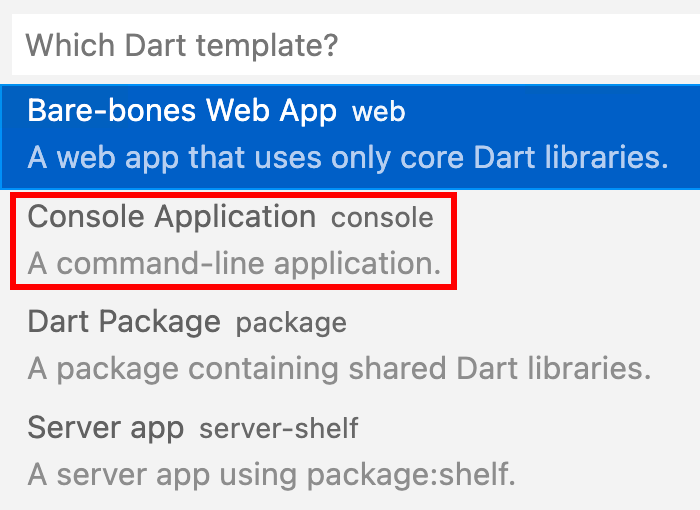 Which Dart template?
Bare-bones Web App web
A web app that uses only core Dart libraries.
Console Application console
A command-line application.
Dart Package package
A package containing shared Dart libraries.
Server app server-shelf
A server app using package:shelf.